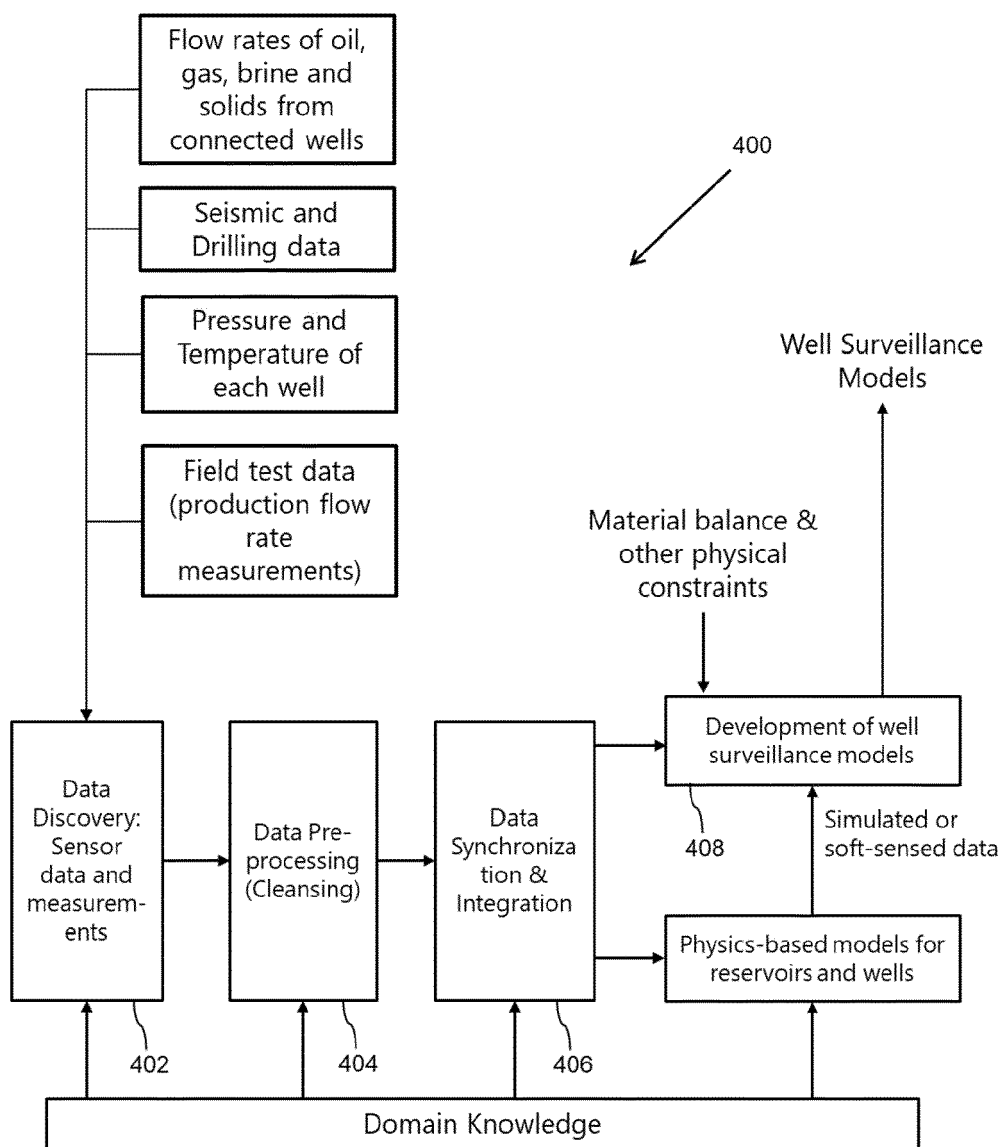 Flow rates of oil,
gas, brine and
solids from
connected wells
400
Seismic and
Drilling data
Pressure and
Temperature of
each well
Well Surveillance
Models
Field test data
(production flow
rate
measurements)
Material balance &
other physical
constraints
Data
Discovery:
Sensor
data and
measurem-
ents
402
Data Pre-
processing
(Cleansing)
404
Data
Synchroniza
tion &
Integration
406
Development of well
surveillance models
408
Simulated or
soft-sensed data
Physics-based models for
reservoirs and wells
Domain Knowledge